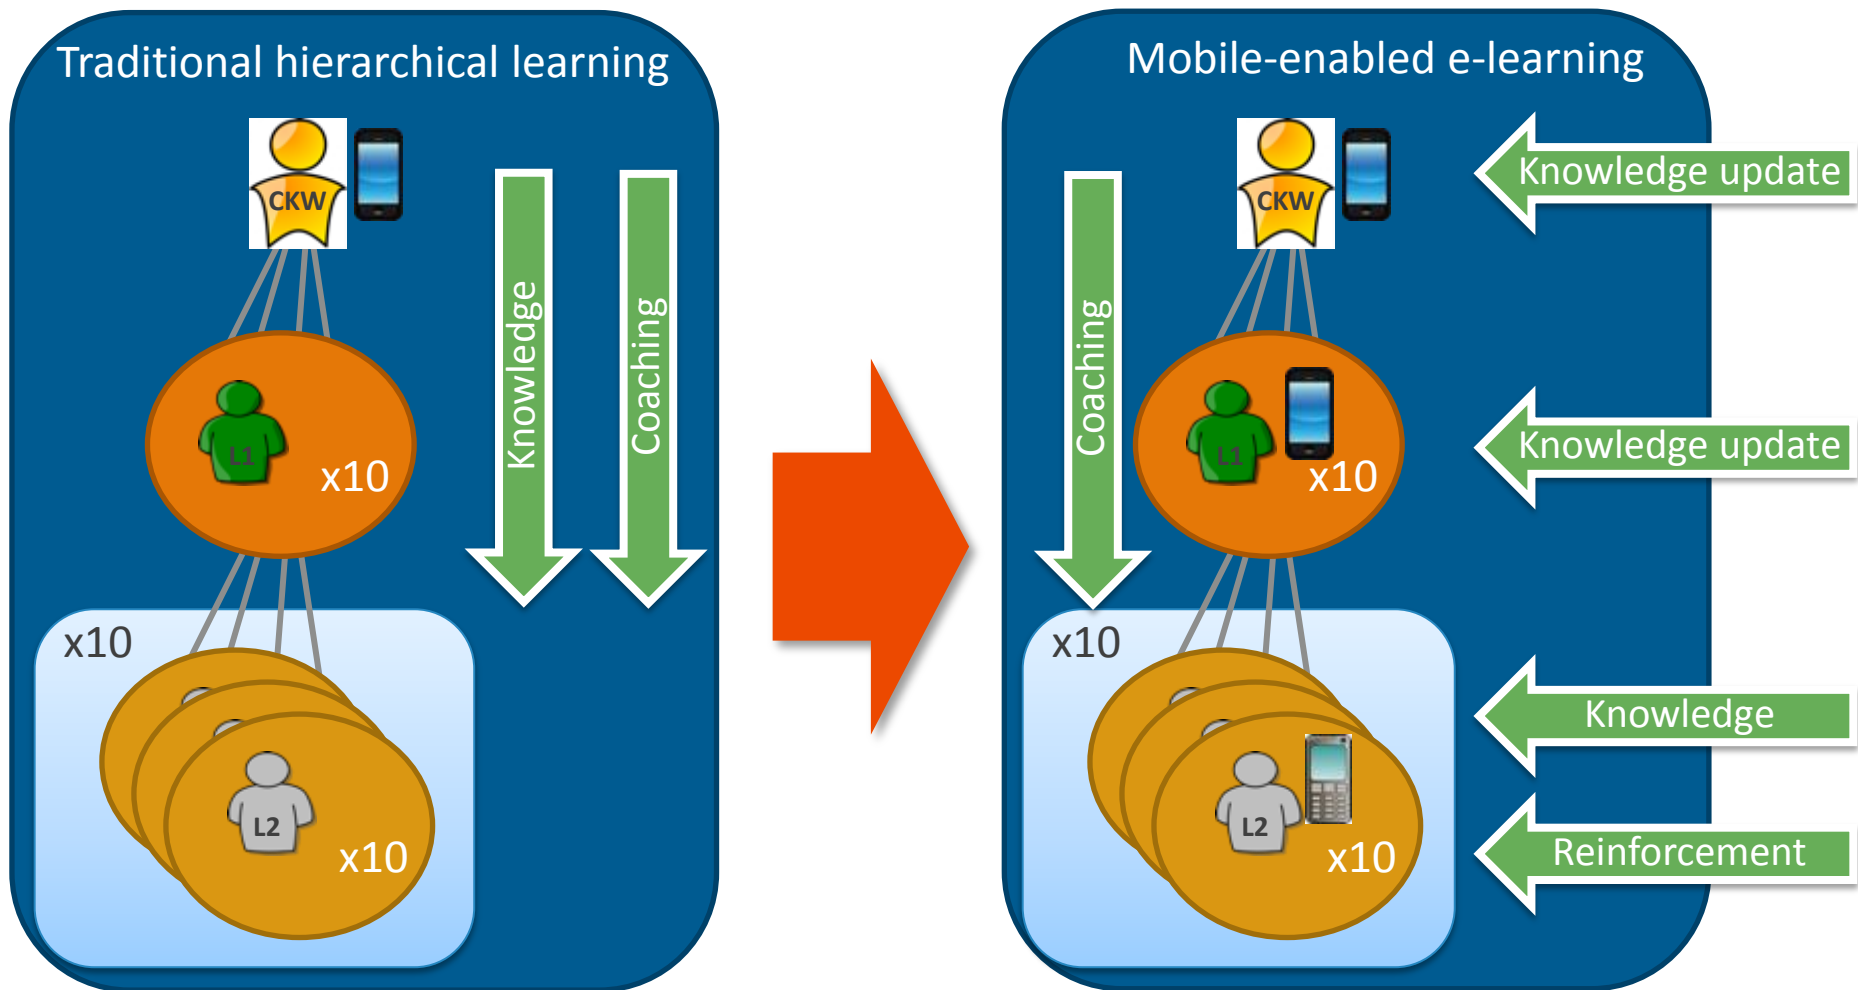 Traditional hierarchical learning
CKW
Knowledge
Coaching
L1
x10
x10
L2
x10
Mobile-enabled e-learning
CKW
Knowledge update
Coaching
L1
x10
Knowledge update
x10
Knowledge
L2
x10
Reinforcement